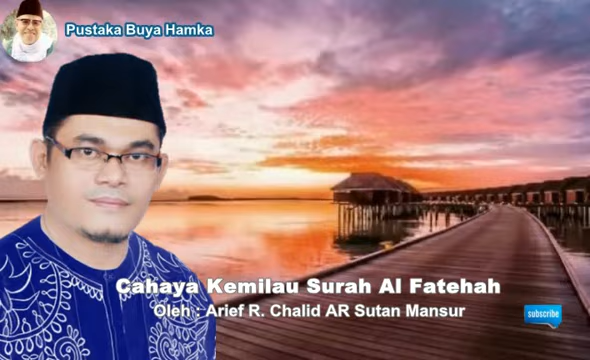 Pustaka Buya Hamka
Cahaya Kemilau Surah Al Fatehah
Oleh : Arief R. Chalid AR Sutan Mansur
subscribe